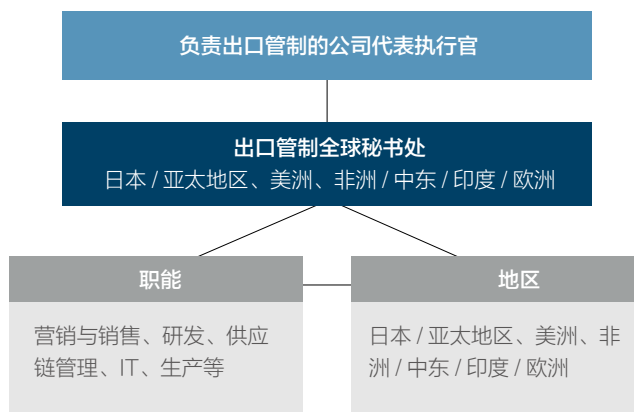 负责出口管制的公司代表执行官
出口管制全球秘书处
日本 / 亚太地区、美洲、非洲 / 中东 / 印度 / 欧洲
职能
营销与销售、研发、供应
链管理、IT、生产等
地区
日本 / 亚太地区、美洲、非
洲 / 中东 / 印度 / 欧洲